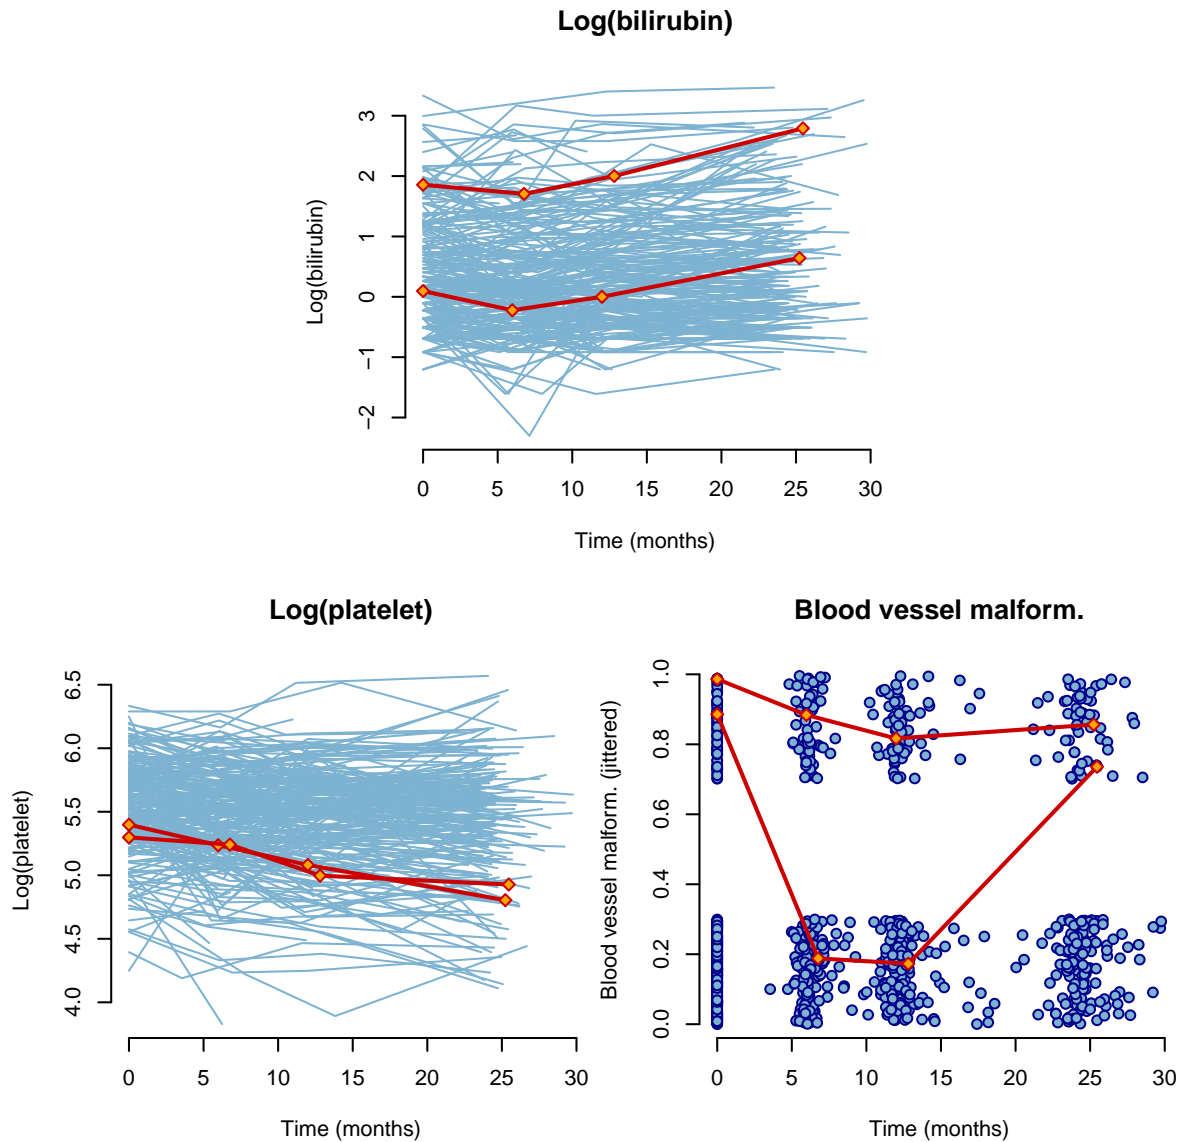 Log(bilirubin)
Log(bilirubin)
3
2
1
0
−1
−2
0 5 10 15 20 25 30
Time (months)
Log(platelet)
Log(platelet)
6.5
6.0
5.5
5.0
4.5
4.0
0 5 10 15 20 25 30
Time (months)
Blood vessel malform.
Blood vessel malform. (jittered)
1.0
0.8
0.6
0.4
0.2
0.0
0 5 10 15 20 25 30
Time (months)